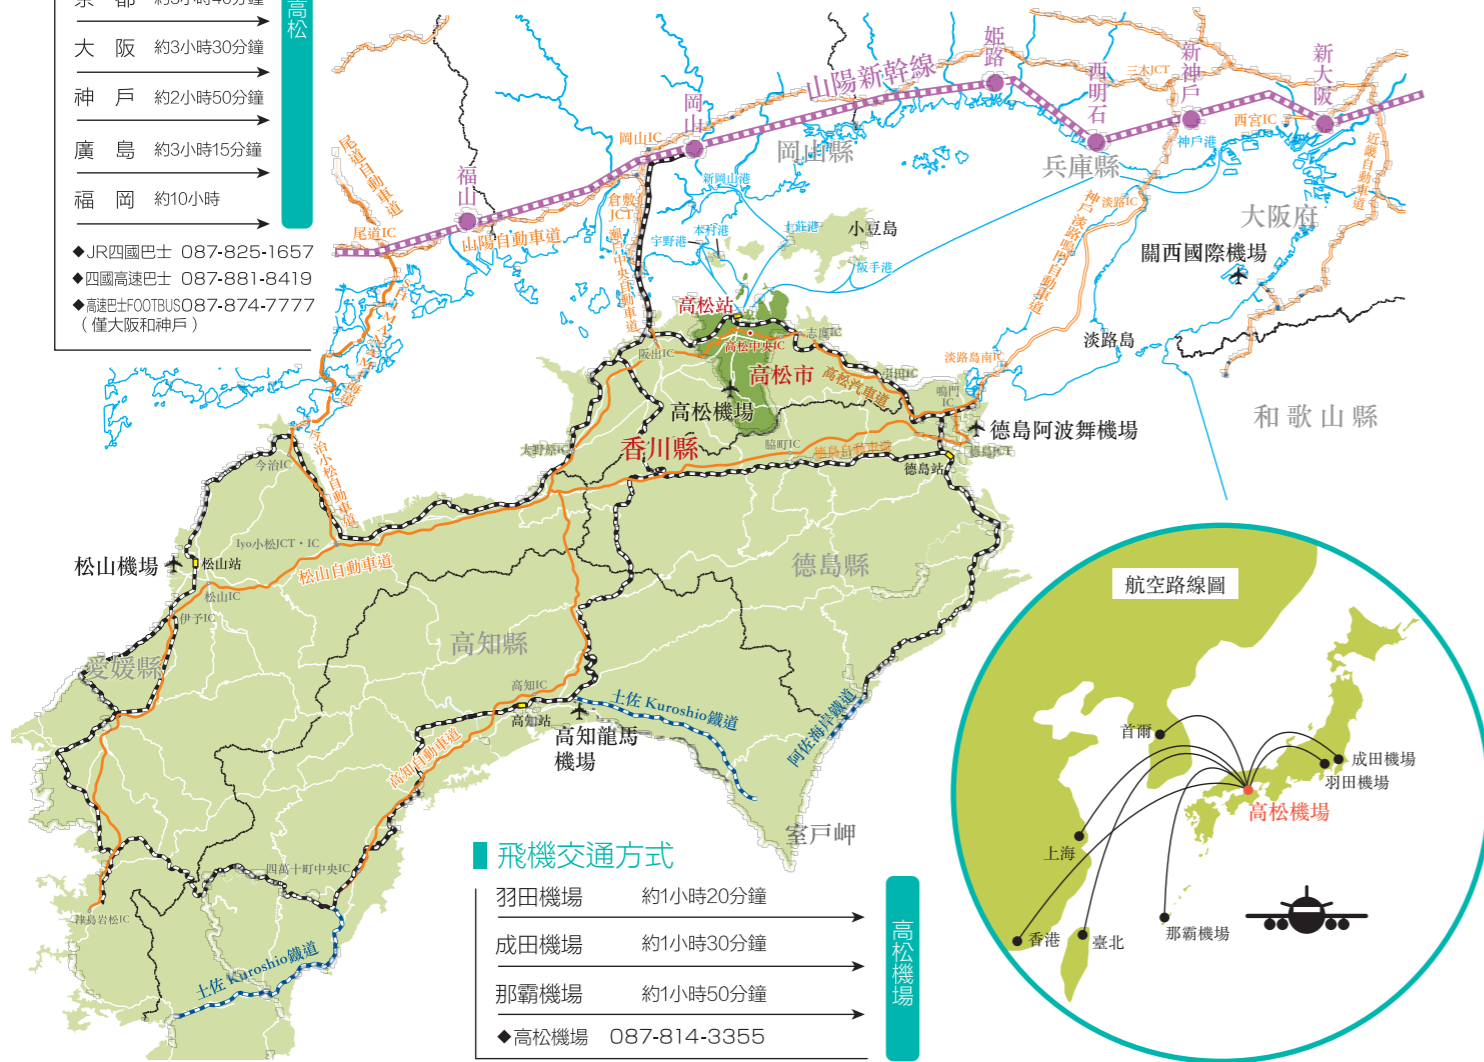 京 都 約3小時40分鐘
大 阪 約3小時30分鐘
神 戶 約2小時50分鐘
廣 島 約3小時15分鐘
福 岡 約10小時
高松
◆JR四國巴士 087-825-1657
◆四國高速巴士 087-881-8419
◆高速巴士FOOTBUS087-874-7777
（僅大阪和神戶）
山陽新幹線
福山
岡山
姬路
西明石
新神戶
新大阪
三木JCT
西宮IC
神戶港
近畿自動車道
岡山IC
岡山縣
兵庫縣
大阪府
和歌山縣
尾道自動車道
尾道IC
山陽自動車道
倉敷JCT
瀨戶中央自動車道
新岡山港
宇野港
本村港
土莊港
小豆島
阪手港
淡路IC
神戶淡路鳴門自動車道
關西國際機場
淡路島
淡路島南IC
高松站
高松中央IC
志度IC
阪出IC
高松市
高松汽車道
引田IC
鳴門IC
高松機場
德島阿波舞機場
香川縣
大野原IC
脇町IC
德島自動車道
德島JCT
德島站
今治IC
今治小松自動車道
Iyo小松JCT・IC
松山機場
松山站
松山自動車道
松山IC
伊予IC
愛媛縣
高知縣
德島縣
高知IC
高知站
高知龍馬
機場
土佐 Kuroshio鐵道
阿佐海岸鐵道
高知自動車道
室戶岬
四萬十町中央IC
津島岩松IC
土佐 Kuroshio鐵道
飛機交通方式
羽田機場 約1小時20分鐘
成田機場 約1小時30分鐘
那霸機場 約1小時50分鐘
◆高松機場 087-814-3355
高松機場
航空路線圖
首爾
成田機場
羽田機場
高松機場
上海
香港
臺北
那霸機場